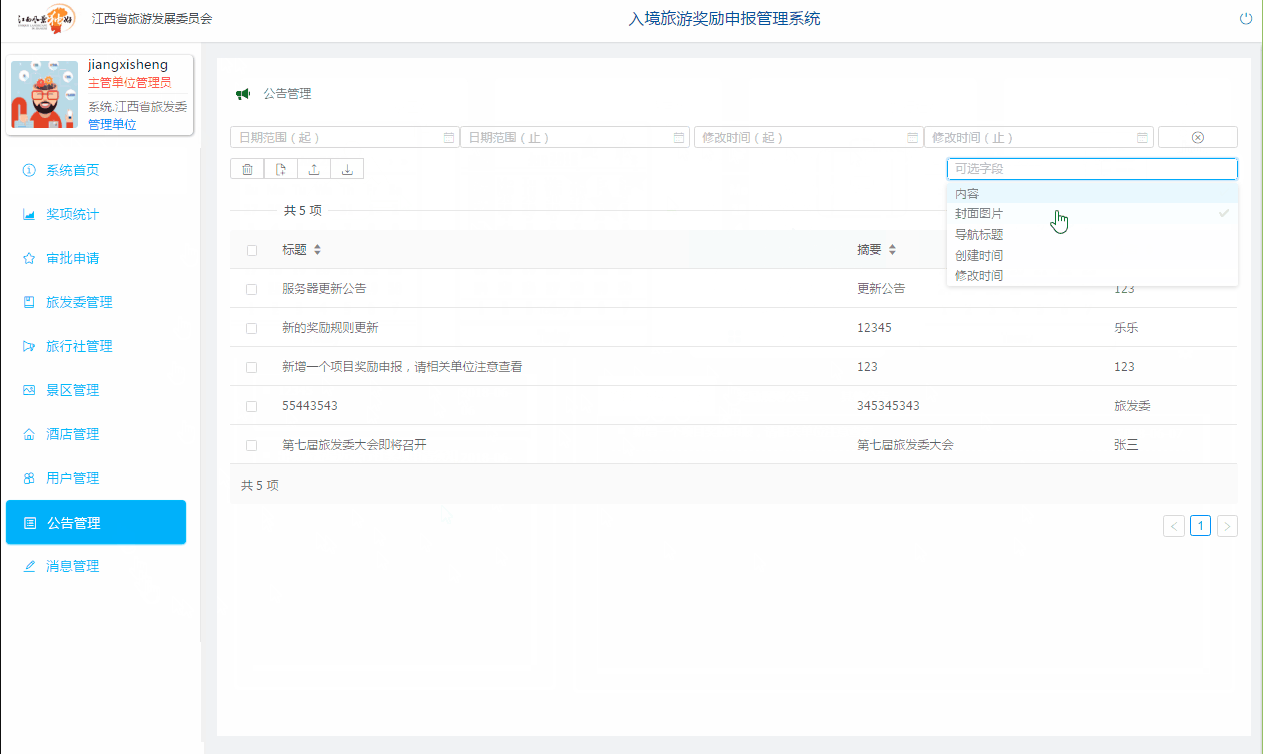 江西省旅游发展委员会
入境旅游奖励申报管理系统
jiangxisheng
主管单位管理员
系统.江西省旅发委
管理单位
系统首页
奖项统计
审批申请
旅发委管理
旅行社管理
景区管理
酒店管理
用户管理
公告管理
消息管理
公告管理
日期范围（起） 日期范围（止） 修改时间（起） 修改时间（止）
可选字段
内容
封面图片
导航标题
创建时间
修改时间
共 5 项
标题 摘要
服务器更新公告 更新公告 123
新的奖励规则更新 12345 乐乐
新增一个项目奖励申报，请相关单位注意查看 123 123
55443543 345345343 旅发委
第七届旅发委大会即将召开 第七届旅发委大会 张三
共 5 项
< 1 >